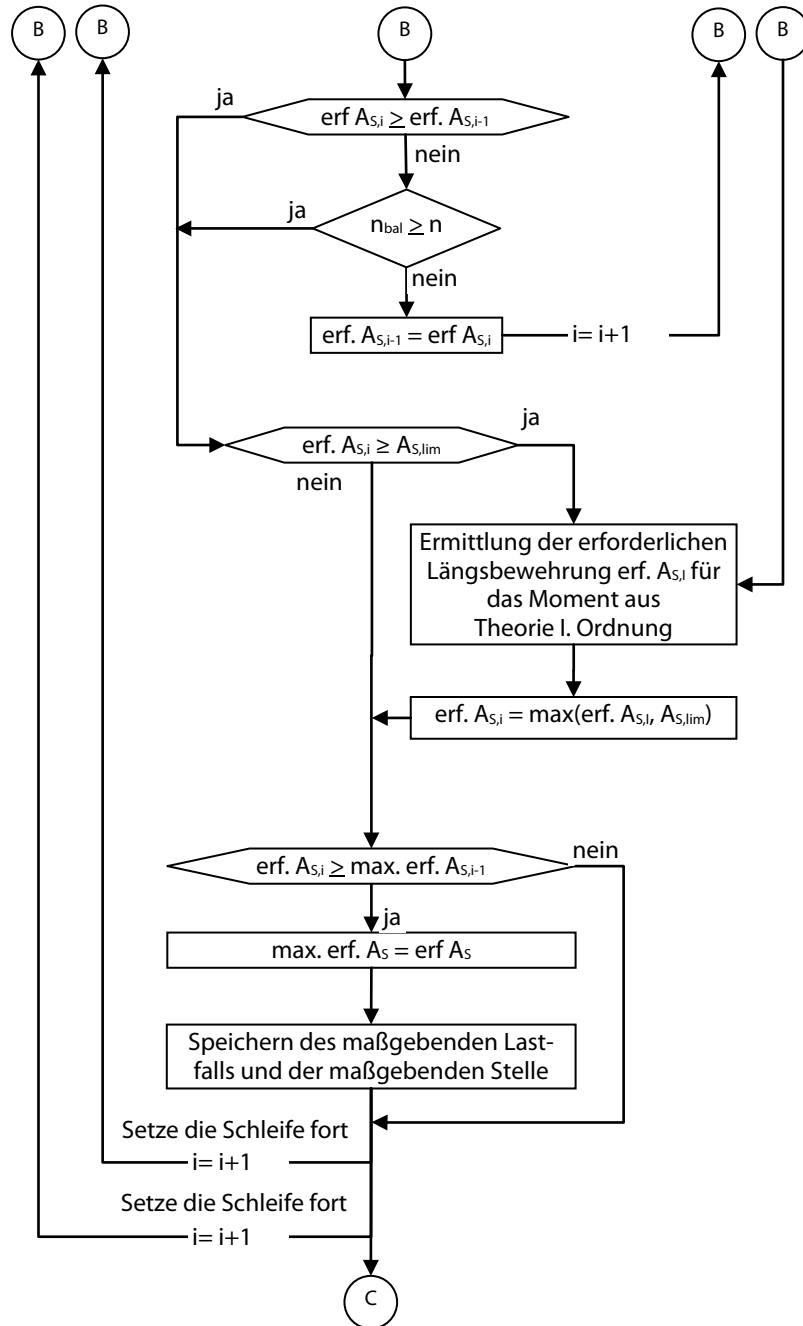 B B B B B
ja
erf A_S,i ≥ erf. A_S,i-1
nein
ja
n_bal ≥ n
nein
erf. A_S,i-1 = erf A_S,i
i= i+1
ja
erf. A_S,i ≥ A_S,lim
nein
Ermittlung der erforderlichen
Längsbewehrung erf. A_S,I für
das Moment aus
Theorie I. Ordnung
erf. A_S,i = max(erf. A_S,I, A_S,lim)
nein
erf. A_S,i ≥ max. erf. A_S,i-1
ja
max. erf. A_S = erf A_S
Speichern des maßgebenden Last-
falls und der maßgebenden Stelle
Setze die Schleife fort
i= i+1
Setze die Schleife fort
i= i+1
C